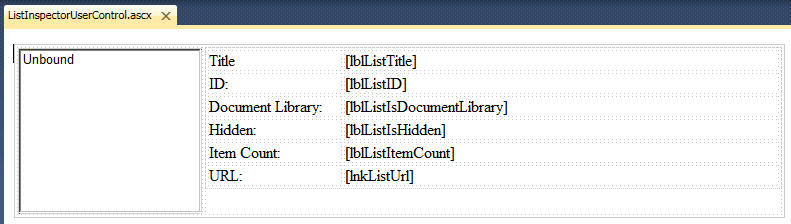 ListInspectorUserControl.ascx
Unbound
Title [lblListTitle]
ID: [lblListID]
Document Library: [lblListIsDocumentLibrary]
Hidden: [lblListIsHidden]
Item Count: [lblListItemCount]
URL: [lnkListUrl]